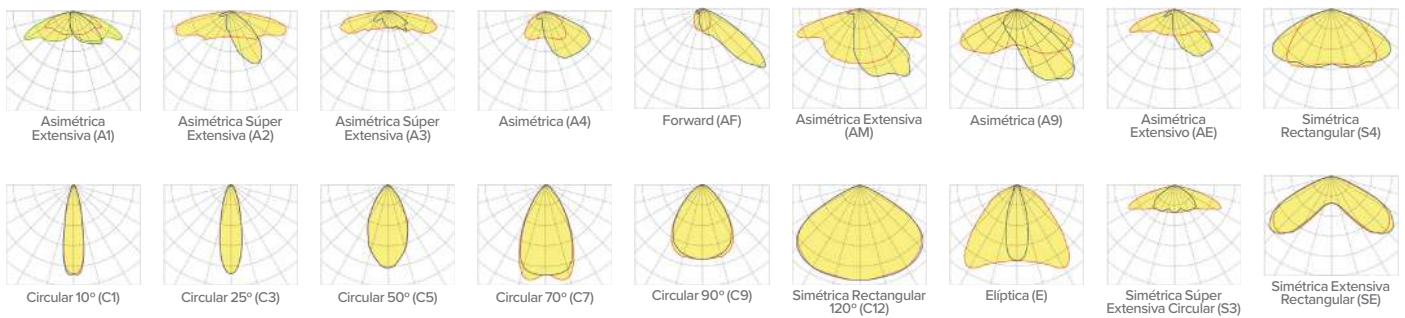 Asimétrica
Extensiva (A1)
Asimétrica Súper
Extensiva (A2)
Asimétrica Súper
Extensiva (A3)
Asimétrica (A4)
Forward (AF)
Asimétrica Extensiva
(AM)
Asimétrica (A9)
Asimétrica
Extensivo (AE)
Simétrica
Rectangular (S4)
Circular 10º (C1)
Circular 25º (C3)
Circular 50º (C5)
Circular 70º (C7)
Circular 90º (C9)
Simétrica Rectangular
120º (C12)
Elíptica (E)
Simétrica Súper
Extensiva Circular (S3)
Simétrica Extensiva
Rectangular (SE)